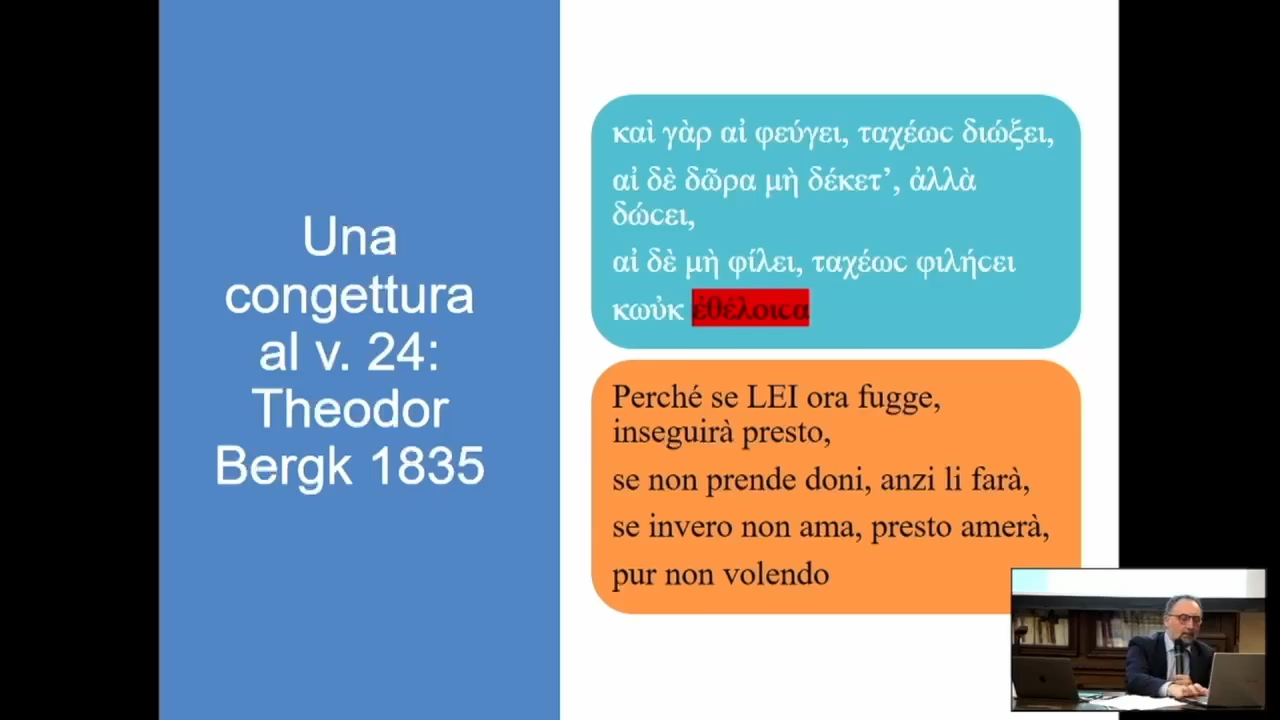 Una
congettura
al v. 24:
Theodor
Bergk 1835
καὶ γὰρ αἰ φεύγει, ταχέωϲ διώξει,
αἰ δὲ δῶρα μὴ δέκετ’, ἀλλὰ
δώϲει,
αἰ δὲ μὴ φίλει, ταχέωϲ φιλήϲει
κωὐκ ἐθέλοιϲα
Perché se LEI ora fugge,
inseguirà presto,
se non prende doni, anzi li farà,
se invero non ama, presto amerà,
pur non volendo